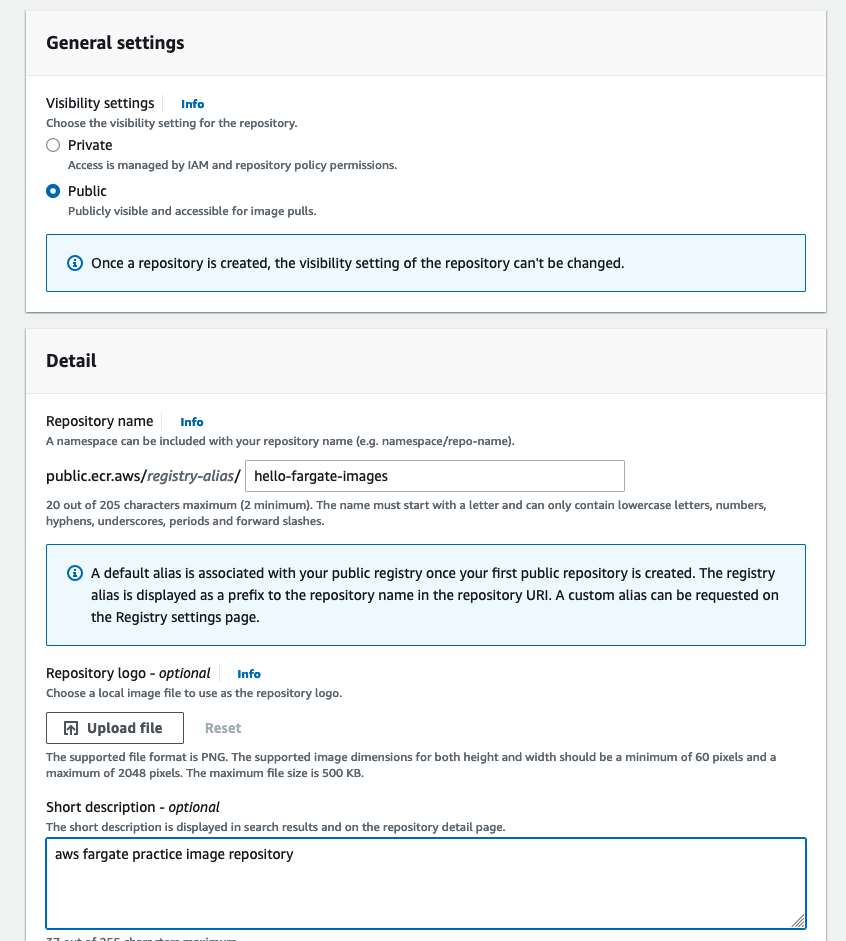 General settings
Visibility settings Info
Choose the visibility setting for the repository.
Private
Access is managed by IAM and repository policy permissions.
Public
Publicly visible and accessible for image pulls.
Once a repository is created, the visibility setting of the repository can't be changed.
Detail
Repository name Info
A namespace can be included with your repository name (e.g. namespace/repo-name).
public.ecr.aws/registry-alias/ hello-fargate-images
20 out of 205 characters maximum (2 minimum). The name must start with a letter and can only contain lowercase letters, numbers,
hyphens, underscores, periods and forward slashes.
A default alias is associated with your public registry once your first public repository is created. The registry
alias is displayed as a prefix to the repository name in the repository URI. A custom alias can be requested on
the Registry settings page.
Repository logo - optional Info
Choose a local image file to use as the repository logo.
Upload file Reset
The supported file format is PNG. The supported image dimensions for both height and width should be a minimum of 60 pixels and a
maximum of 2048 pixels. The maximum file size is 500 KB.
Short description - optional
The short description is displayed in search results and on the repository detail page.
aws fargate practice image repository
37 out of 255 characters maximum